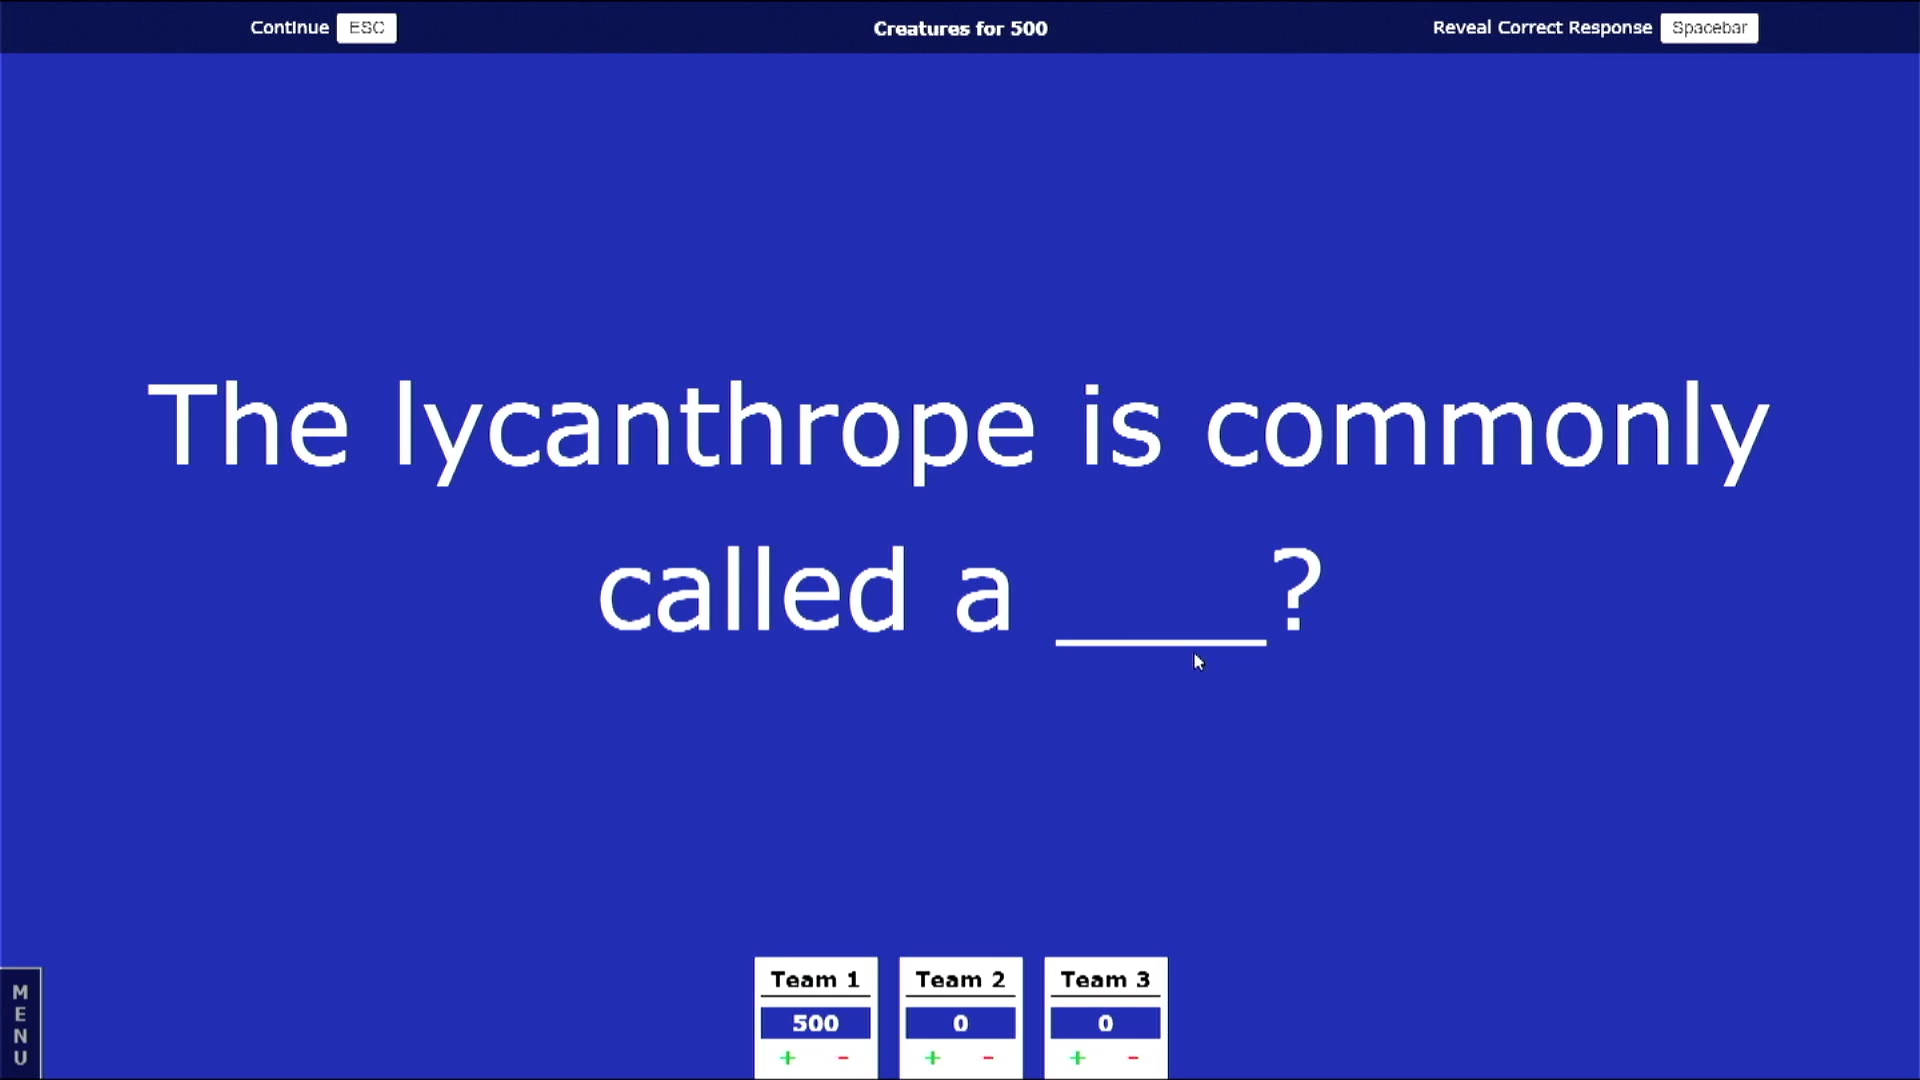 Continue ESC Creatures for 500 Reveal Correct Response Spacebar
The lycanthrope is commonly
called a ____?
MENU
Team 1 Team 2 Team 3
500 0 0
+ - + - + -